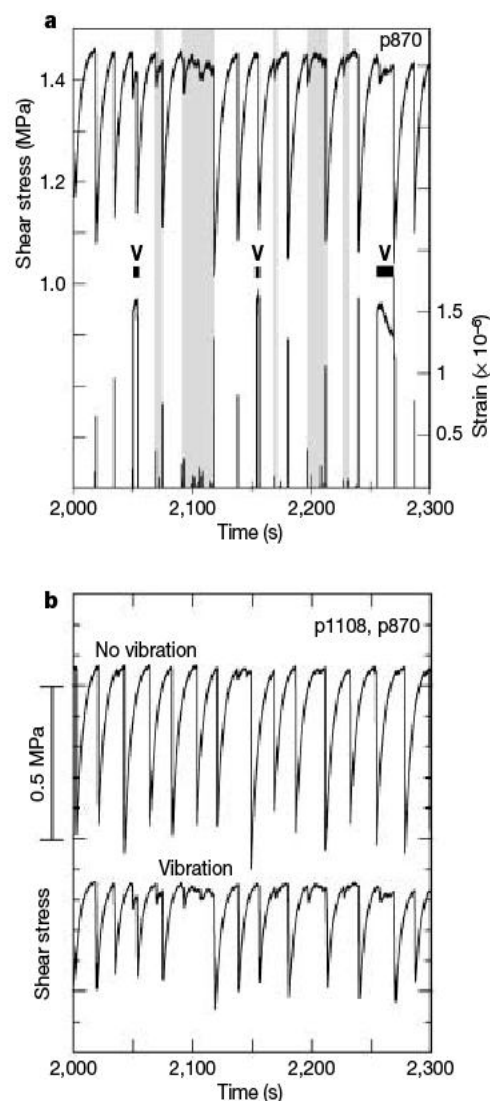 a
p870
Shear stress (MPa)
1.4
1.2
1.0
V V V
1.5
1
0.5
Strain (× 10⁻⁶)
2,000 2,100 2,200 2,300
Time (s)
b
p1108, p870
No vibration
0.5 MPa
Vibration
Shear stress
2,000 2,100 2,200 2,300
Time (s)